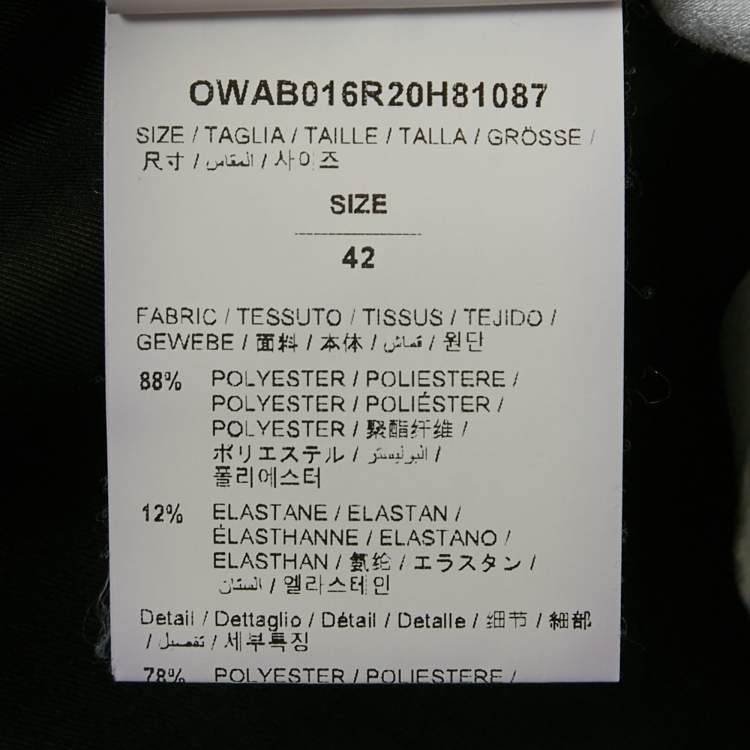 OWAB016R20H81087
SIZE / TAGLIA / TAILLE / TALLA / GRÖSSE /
尺寸 / المقاس / 사이즈
SIZE
42
FABRIC / TESSUTO / TISSUS / TEJIDO /
GEWEBE / 面料 / 本体 / قماش / 원단
88% POLYESTER / POLIESTERE /
POLYESTER / POLIÉSTER /
POLYESTER / 聚酯纤维 /
ポリエステル / البوليستر /
폴리에스터
12% ELASTANE / ELASTAN /
ÉLASTHANNE / ELASTANO /
ELASTHAN / 氨纶 / エラスタン /
الستان / 엘라스테인
Detail / Dettaglio / Détail / Detalle / 细节 / 細部
/ تفصيل / 세부특징
78% POLYESTER / POLIESTERE /